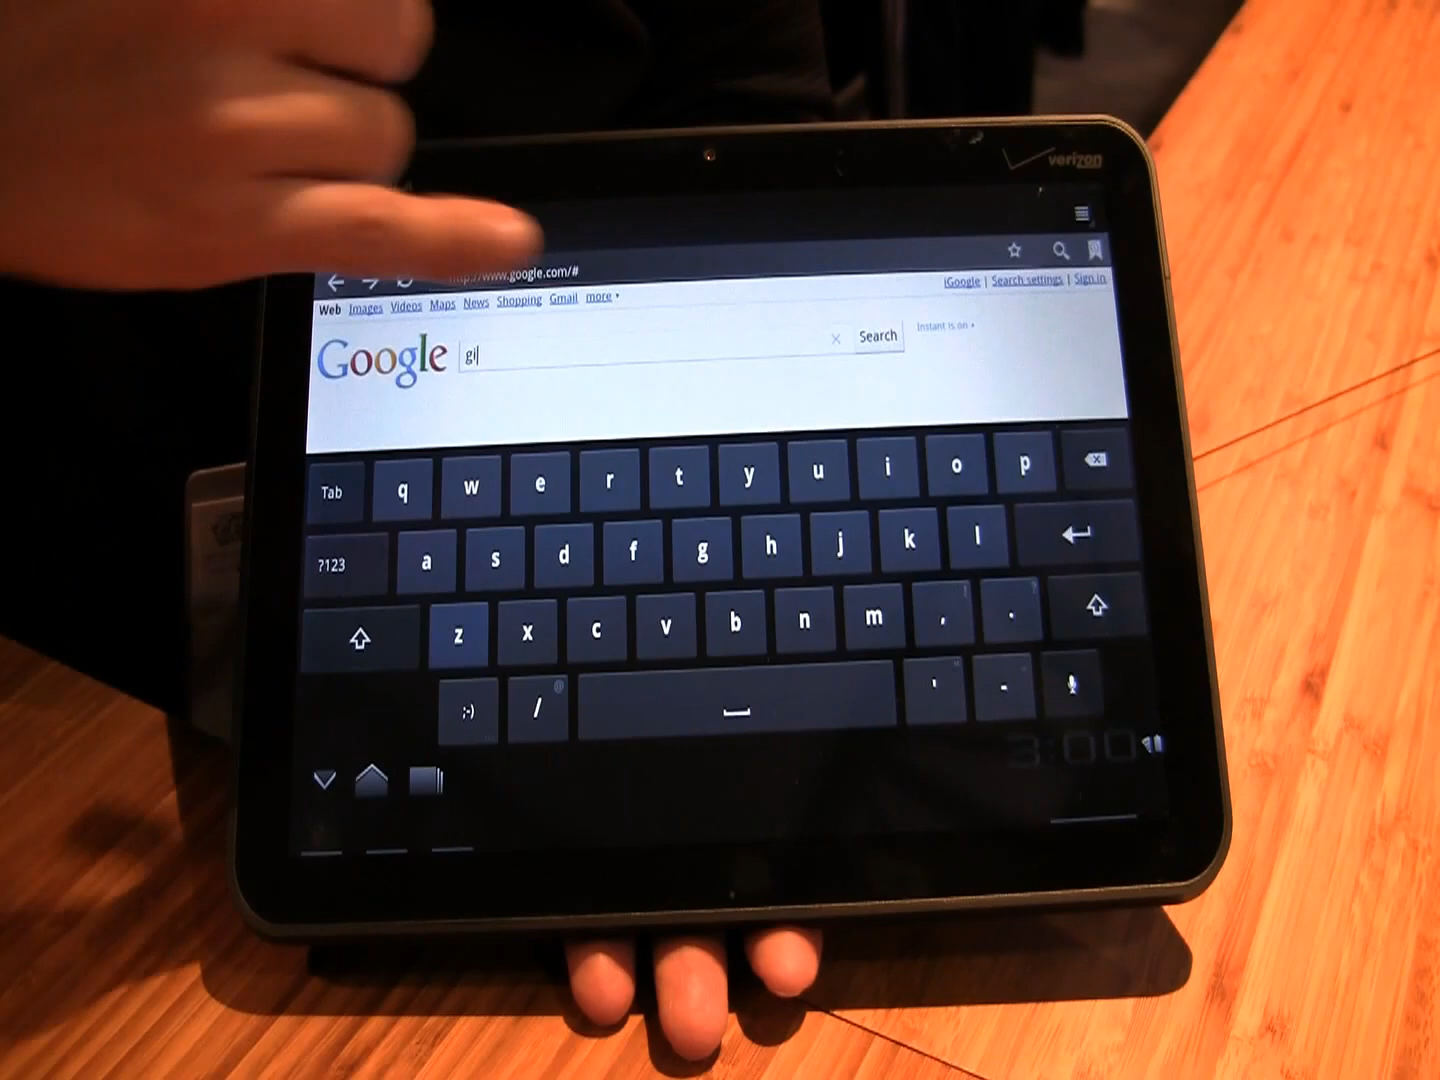 verizon
http://www.google.com/#
iGoogle | Search settings | Sign in
Web Images Videos Maps News Shopping Gmail more
Google gi Search Instant is on
Tab q w e r t y u i o p
?123 a s d f g h j k l
z x c v b n m , ! . ?
:-) / @ ' " -
3:00